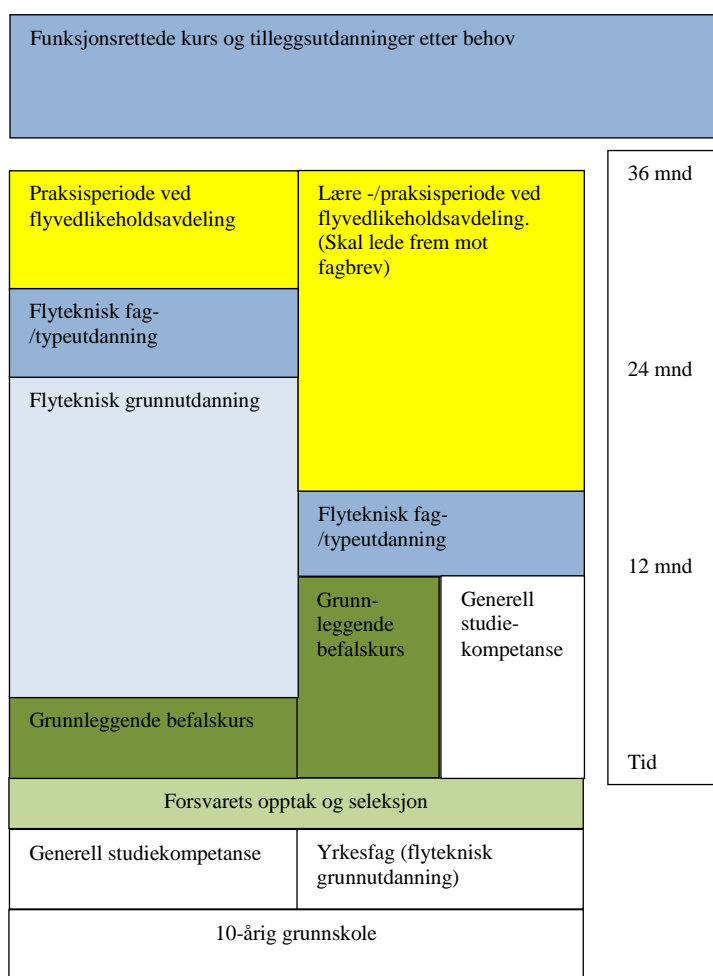 Funksjonsrettede kurs og tilleggsutdanninger etter behov
Praksisperiode ved
flyvedlikeholdsavdeling
Lære -/praksisperiode ved
flyvedlikeholdsavdeling.
(Skal lede frem mot
fagbrev)
36 mnd
Flyteknisk fag-
/typeutdanning
24 mnd
Flyteknisk grunnutdanning
Flyteknisk fag-
/typeutdanning
12 mnd
Grunn-
leggende
befalskurs
Generell
studie-
kompetanse
Grunnleggende befalskurs
Tid
Forsvarets opptak og seleksjon
Generell studiekompetanse
Yrkesfag (flyteknisk
grunnutdanning)
10-årig grunnskole